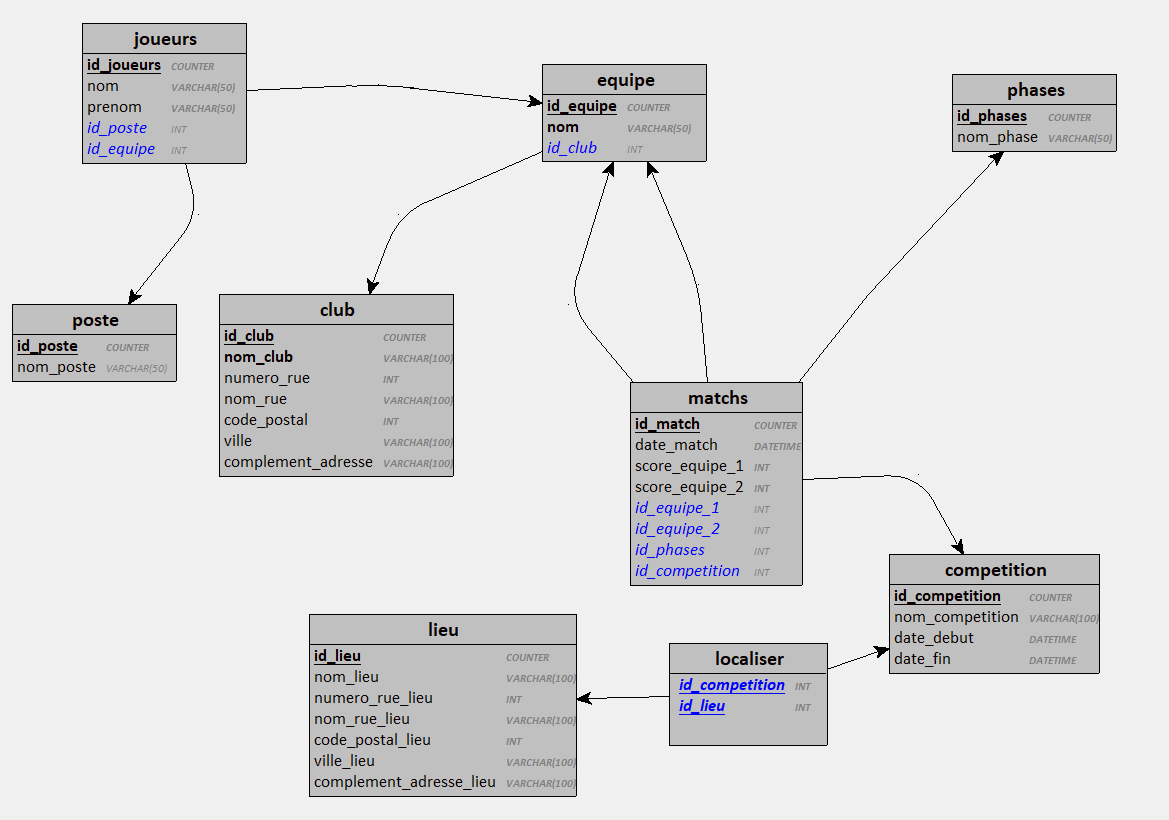 joueurs
id_joueurs COUNTER
nom VARCHAR(50)
prenom VARCHAR(50)
id_poste INT
id_equipe INT
equipe
id_equipe COUNTER
nom VARCHAR(50)
id_club INT
phases
id_phases COUNTER
nom_phase VARCHAR(50)
poste
id_poste COUNTER
nom_poste VARCHAR(50)
club
id_club COUNTER
nom_club VARCHAR(100)
numero_rue INT
nom_rue VARCHAR(100)
code_postal INT
ville VARCHAR(100)
complement_adresse VARCHAR(100)
matchs
id_match COUNTER
date_match DATETIME
score_equipe_1 INT
score_equipe_2 INT
id_equipe_1 INT
id_equipe_2 INT
id_phases INT
id_competition INT
competition
id_competition COUNTER
nom_competition VARCHAR(100)
date_debut DATETIME
date_fin DATETIME
lieu
id_lieu COUNTER
nom_lieu VARCHAR(100)
numero_rue_lieu INT
nom_rue_lieu VARCHAR(100)
code_postal_lieu INT
ville_lieu VARCHAR(100)
complement_adresse_lieu VARCHAR(100)
localiser
id_competition INT
id_lieu INT